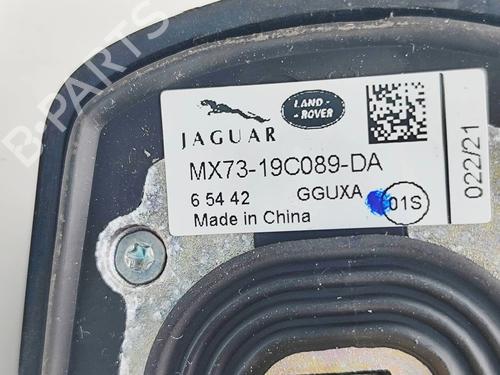 JAGUAR
LAND-
-ROVER
MX73-19C089-DA
6 54 42 GGUXA 01S
Made in China
022/21
B-PARTS